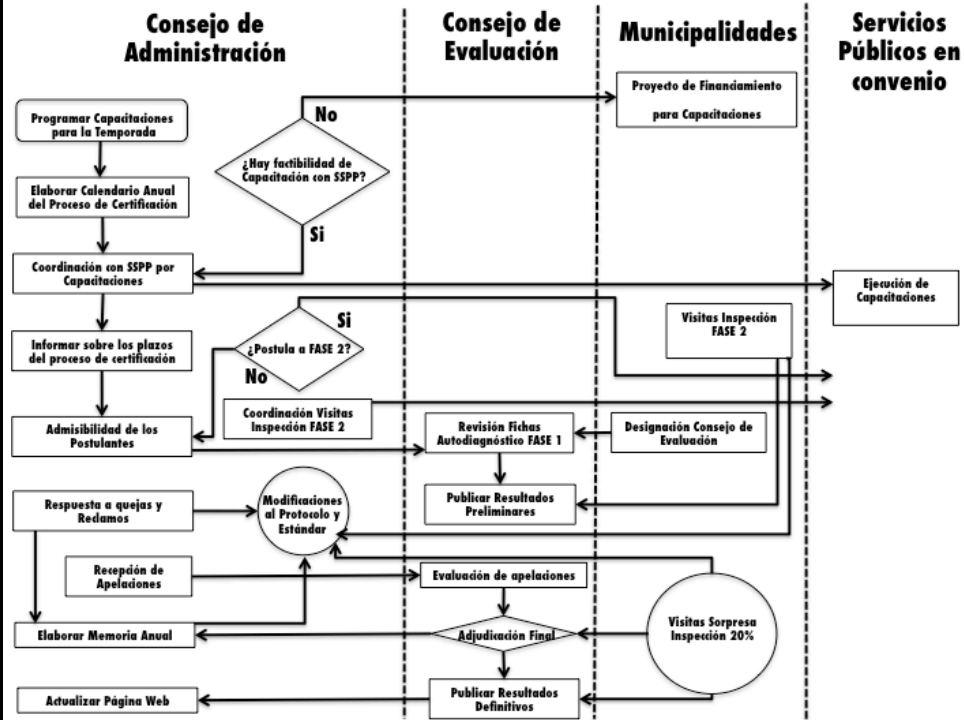 Consejo de
Administración
Consejo de
Evaluación
Municipalidades
Servicios
Públicos en
convenio
Programar Capacitaciones
para la Temporada
No
¿Hay factibilidad de
Capacitación con SSPP?
Si
Proyecto de Financiamiento
para Capacitaciones
Elaborar Calendario Anual
del Proceso de Certificación
Coordinación con SSPP por
Capacitaciones
Ejecución de
Capacitaciones
Informar sobre los plazos
del proceso de certificación
Si
¿Postula a FASE 2?
No
Visitas Inspección
FASE 2
Coordinación Visitas
Inspección FASE 2
Admisibilidad de los
Postulantes
Revisión Fichas
Autodiagnóstico FASE 1
Designación Consejo de
Evaluación
Publicar Resultados
Preliminares
Respuesta a quejas y
Reclamos
Modificaciones
al Protocolo y
Estándar
Recepción de
Apelaciones
Evaluación de apelaciones
Elaborar Memoria Anual
Adjudicación Final
Visitas Sorpresa
Inspección 20%
Actualizar Página Web
Publicar Resultados
Definitivos